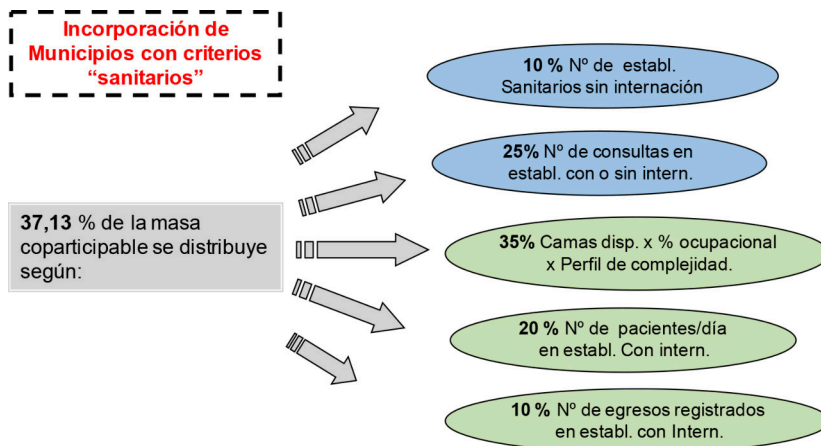 Incorporación de
Municipios con criterios
“sanitarios”
37,13 % de la masa
coparticipable se distribuye
según:
10 % Nº de establ.
Sanitarios sin internación
25% Nº de consultas en
establ. con o sin intern.
35% Camas disp. x % ocupacional
x Perfil de complejidad.
20 % Nº de pacientes/día
en establ. Con intern.
10 % Nº de egresos registrados
en establ. con Intern.